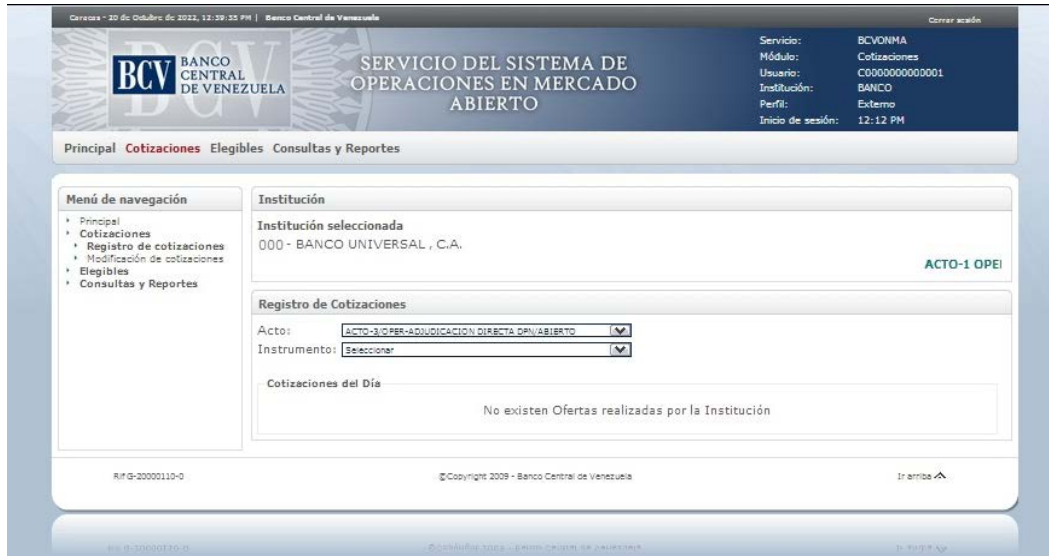 Caracas - 20 de Octubre de 2022, 12:39:33 PM | Banco Central de Venezuela
Cerrar sesión
BCV BANCO CENTRAL DE VENEZUELA
SERVICIO DEL SISTEMA DE
OPERACIONES EN MERCADO
ABIERTO
Servicio: BCVONMA
Módulo: Cotizaciones
Usuario: C0000000000001
Institución: BANCO
Perfil: Externo
Inicio de sesión: 12:12 PM
Principal Cotizaciones Elegibles Consultas y Reportes
Menú de navegación
Principal
Cotizaciones
Registro de cotizaciones
Modificación de cotizaciones
Elegibles
Consultas y Reportes
Institución
Institución seleccionada
000 - BANCO UNIVERSAL , C.A.
ACTO-1 OPE
Registro de Cotizaciones
Acto: ACTO-3/OPER-ADJUDICACION DIRECTA DPN/ABIERTO
Instrumento: Seleccionar
Cotizaciones del Día
No existen Ofertas realizadas por la Institución
Rif G-20000110-0
©Copyright 2009 - Banco Central de Venezuela
Ir arriba